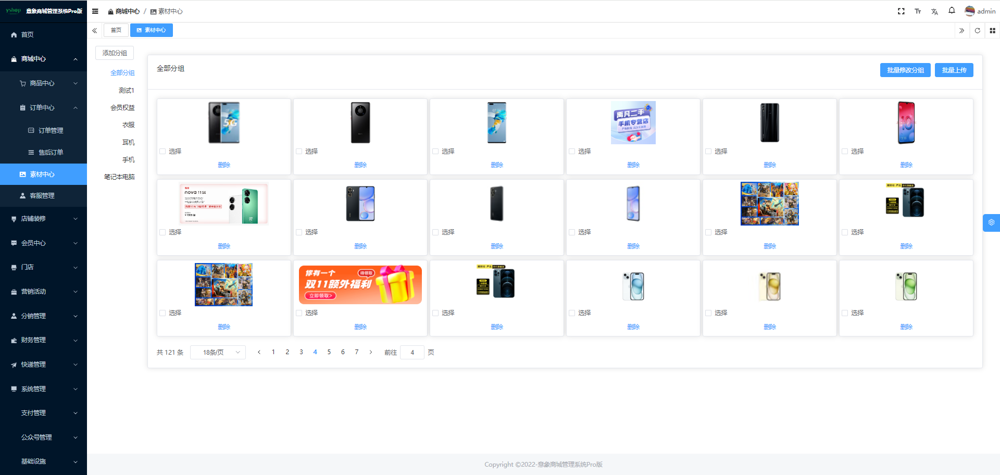 yshop 意象商城管理系统Pro版
商城中心 / 素材中心
admin
首页
素材中心
首页
商城中心
商品中心
订单中心
订单管理
售后订单
素材中心
客服管理
店铺装修
会员中心
门店
营销活动
分销管理
财务管理
快递管理
系统管理
支付管理
公众号管理
基础设施
添加分组
全部分组
测试1
会员权益
衣服
耳机
手机
笔记本电脑
全部分组
批量修改分组
批量上传
5G
禹凡二手
手机专营店
10
选择 选择 选择 选择 选择 选择
删除 删除 删除 删除 删除 删除
nova 11 SE
选择 选择 选择 选择 选择 选择
删除 删除 删除 删除 删除 删除
你有一个 待领取
双11额外福利
立即领取>
选择 选择 选择 选择 选择 选择
删除 删除 删除 删除 删除 删除
共 121 条 18条/页 1 2 3 4 5 6 7 前往 4 页
Copyright ©2022-意象商城管理系统Pro版